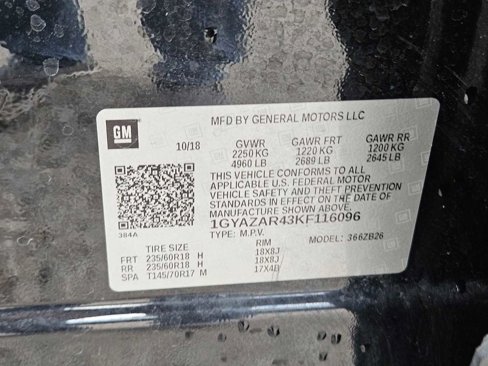 GM
MFD BY GENERAL MOTORS LLC
10/18
GVWR GAWR FRT GAWR RR
2250 KG 1220 KG 1200 KG
4960 LB 2689 LB 2645 LB
THIS VEHICLE CONFORMS TO ALL
APPLICABLE U.S. FEDERAL MOTOR
VEHICLE SAFETY AND THEFT PREVENTION
STANDARDS IN EFFECT ON THE DATE OF
MANUFACTURE SHOWN ABOVE.
1GYAZAR43KF116096
384A
TYPE: M.P.V. MODEL: 366ZB26
TIRE SIZE RIM
FRT 235/60R18 H 18X8J
RR 235/60R18 H 18X8J
SPA T145/70R17 M 17X4B